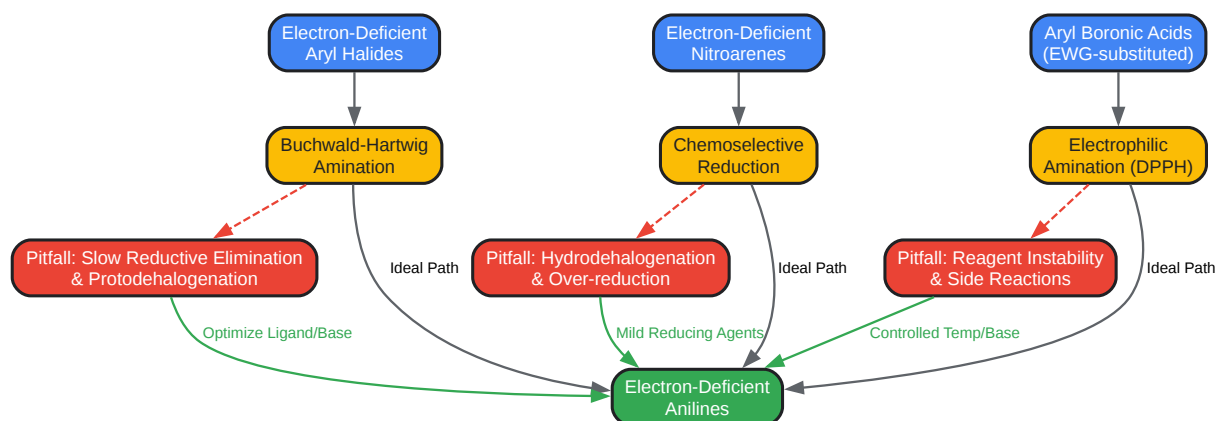 Electron-Deficient
Aryl Halides
Electron-Deficient
Nitroarenes
Aryl Boronic Acids
(EWG-substituted)
Buchwald-Hartwig
Amination
Chemoselective
Reduction
Electrophilic
Amination (DPPH)
Pitfall: Slow Reductive Elimination
& Protodehalogenation
Ideal Path
Pitfall: Hydrodehalogenation
& Over-reduction
Ideal Path
Pitfall: Reagent Instability
& Side Reactions
Ideal Path
Optimize Ligand/Base
Mild Reducing Agents
Controlled Temp/Base
Electron-Deficient
Anilines